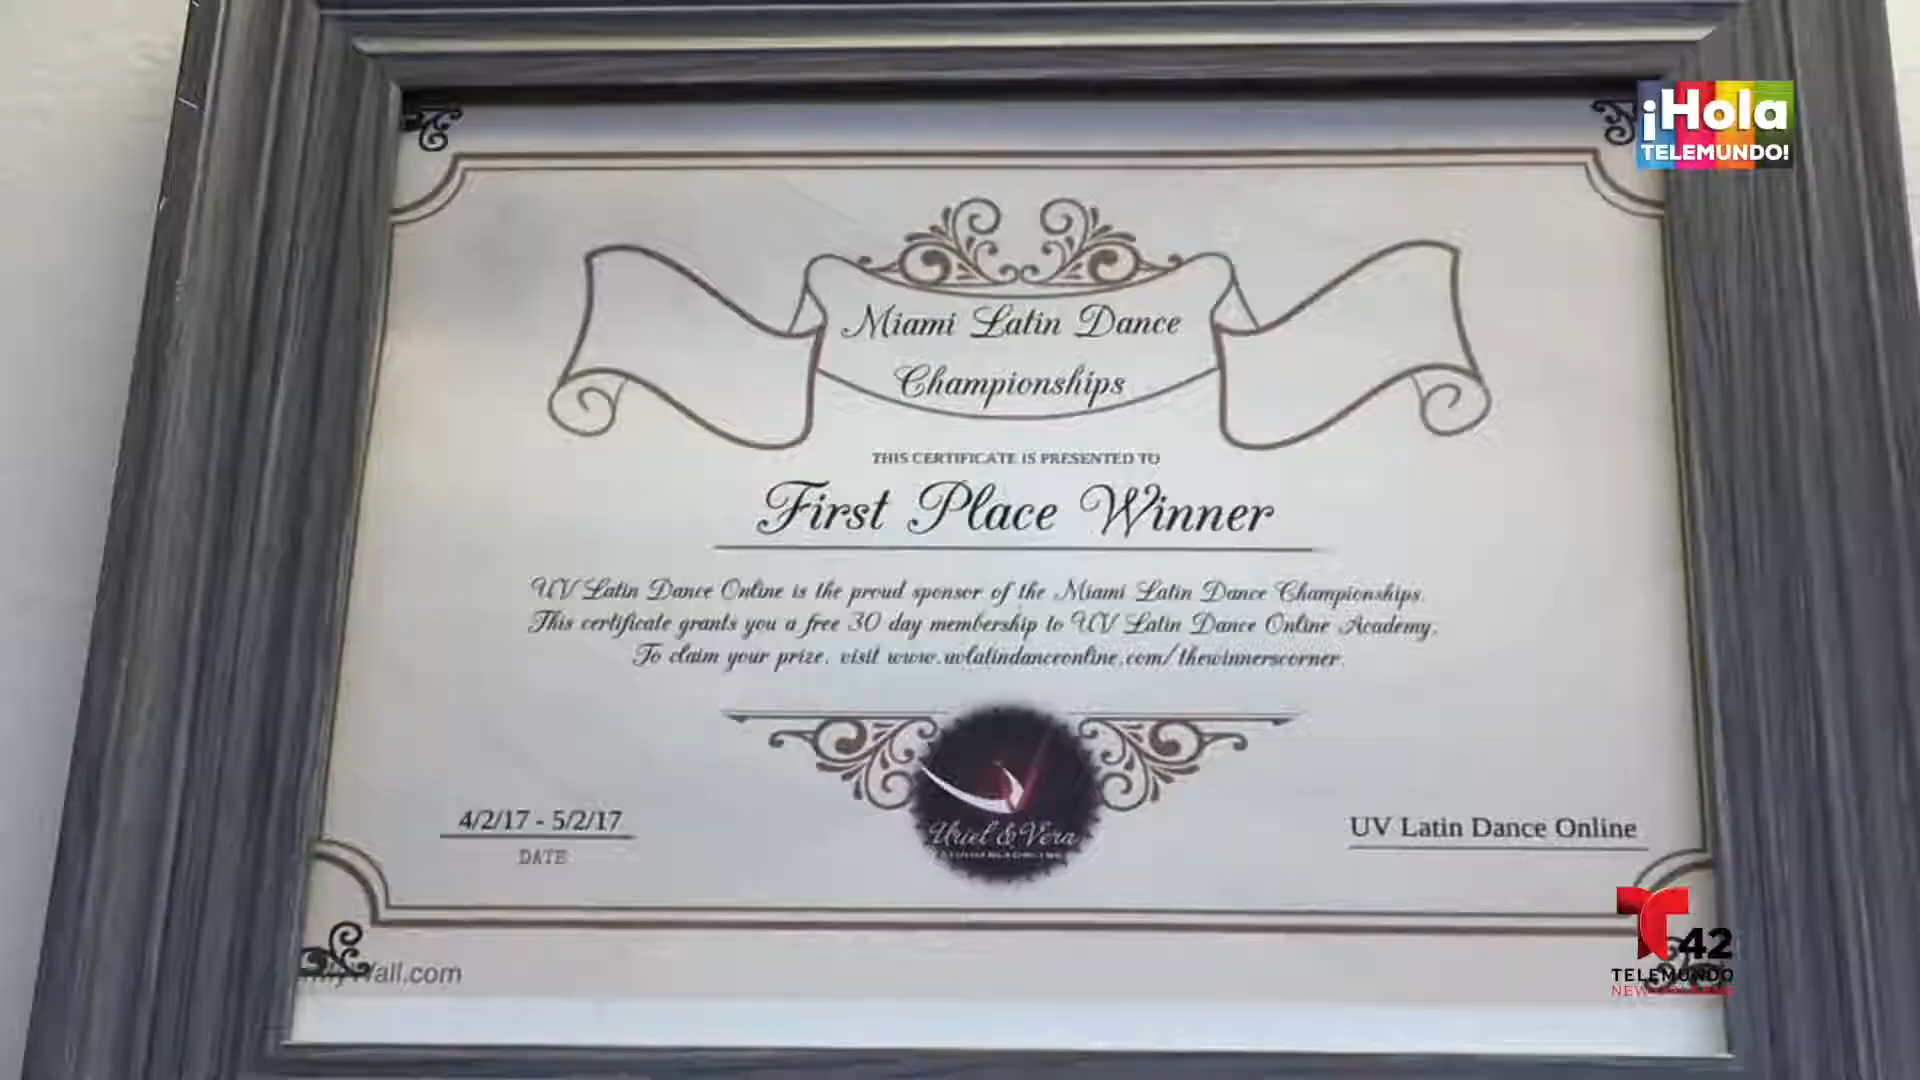 ¡Hola
TELEMUNDO!
Miami Latin Dance
Championships
THIS CERTIFICATE IS PRESENTED TO
First Place Winner
UV Latin Dance Online is the proud sponsor of the Miami Latin Dance Championships.
This certificate grants you a free 30 day membership to UV Latin Dance Online Academy.
To claim your prize, visit www.uvlatindanceonline.com/thewinnerscorner.
4/2/17 - 5/2/17
DATE
Uriel & Vera
UV Latin Dance Online
42
TELEMUNDO